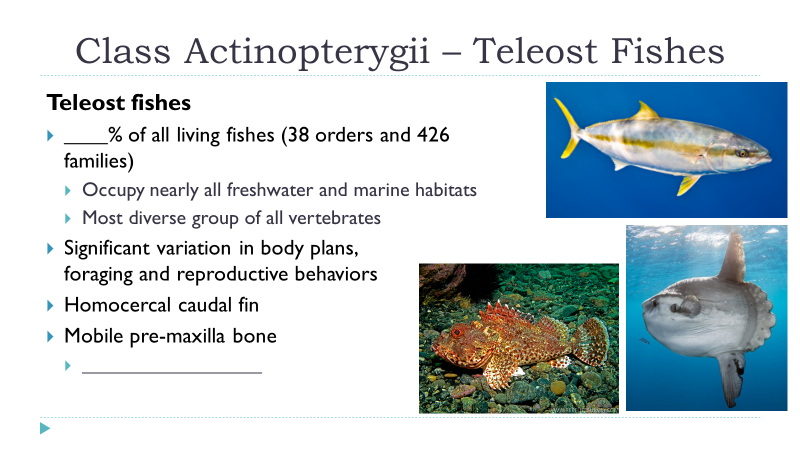 Class Actinopterygii – Teleost Fishes
Teleost fishes
____% of all living fishes (38 orders and 426
families)
Occupy nearly all freshwater and marine habitats
Most diverse group of all vertebrates
Significant variation in body plans,
foraging and reproductive behaviors
Homocercal caudal fin
Mobile pre-maxilla bone
__________________